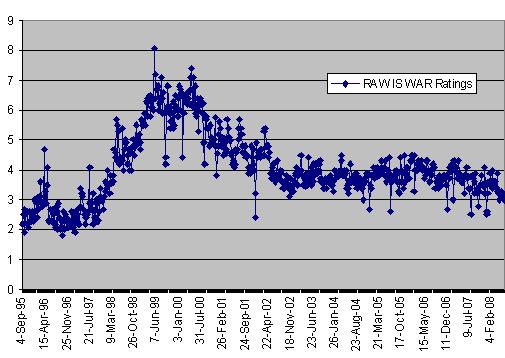 9
8
7
6
5
4
3
2
1
0
RAW IS WAR Ratings
4-Sep-95
15-Apr-96
25-Nov-96
21-Jul-97
9-Mar-98
26-Oct-98
7-Jun-99
3-Jan-00
31-Jul-00
26-Feb-01
24-Sep-01
22-Apr-02
18-Nov-02
23-Jun-03
26-Jan-04
23-Aug-04
21-Mar-05
17-Oct-05
15-May-06
11-Dec-06
9-Jul-07
4-Feb-08